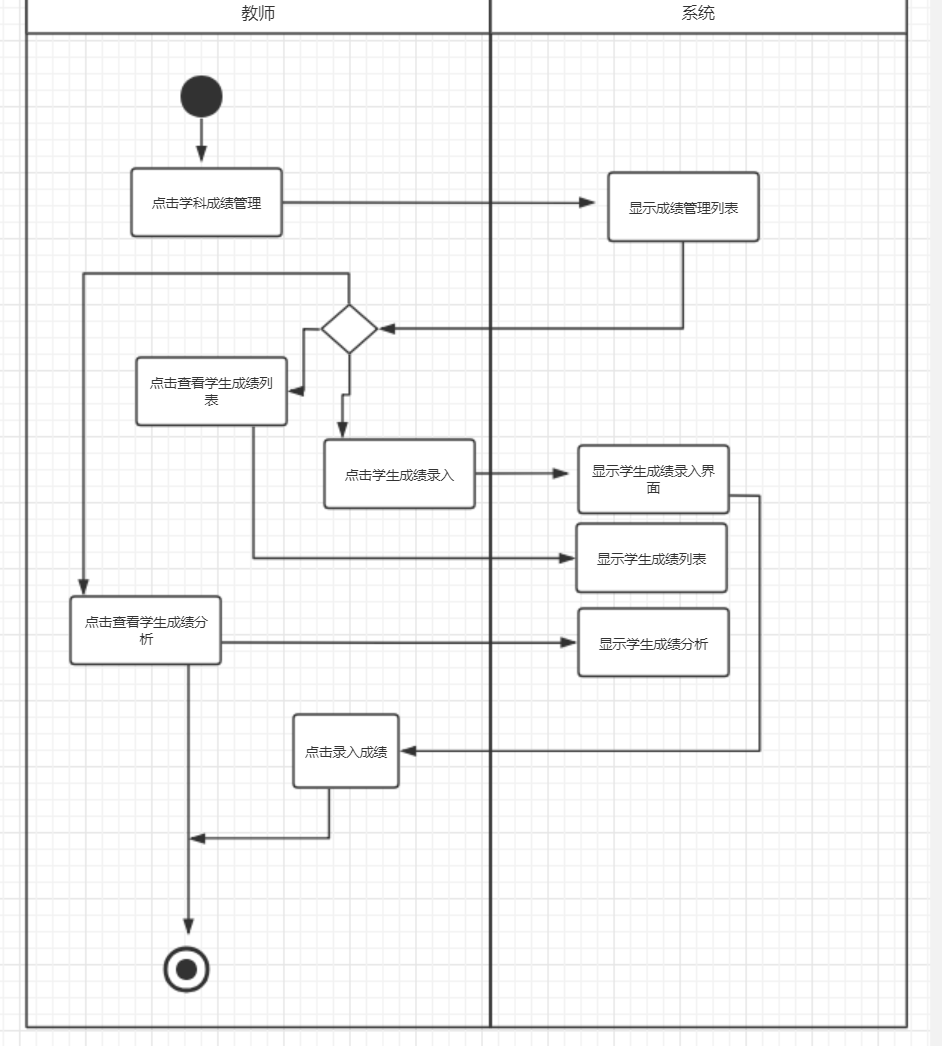 教师
系统
点击学科成绩管理
显示成绩管理列表
点击查看学生成绩列
表
点击学生成绩录入
显示学生成绩录入界
面
显示学生成绩列表
点击查看学生成绩分
析
显示学生成绩分析
点击录入成绩